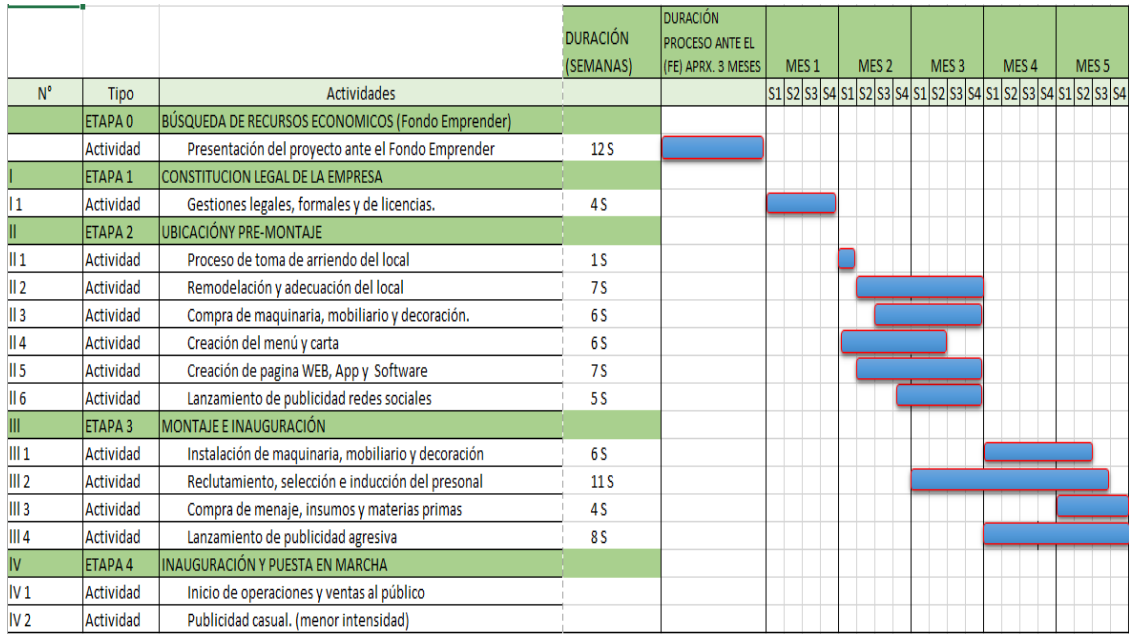 DURACIÓN (SEMANAS) DURACIÓN PROCESO ANTE EL (FE) APRX. 3 MESES MES 1 MES 2 MES 3 MES 4 MES 5
N° Tipo Actividades S1 S2 S3 S4 S1 S2 S3 S4 S1 S2 S3 S4 S1 S2 S3 S4 S1 S2 S3 S4
ETAPA 0 BÚSQUEDA DE RECURSOS ECONOMICOS (Fondo Emprender)
Actividad Presentación del proyecto ante el Fondo Emprender 12 S
I ETAPA 1 CONSTITUCION LEGAL DE LA EMPRESA
I 1 Actividad Gestiones legales, formales y de licencias. 4 S
II ETAPA 2 UBICACIÓNY PRE-MONTAJE
II 1 Actividad Proceso de toma de arriendo del local 1 S
II 2 Actividad Remodelación y adecuación del local 7 S
II 3 Actividad Compra de maquinaria, mobiliario y decoración. 6 S
II 4 Actividad Creación del menú y carta 6 S
II 5 Actividad Creación de pagina WEB, App y Software 7 S
II 6 Actividad Lanzamiento de publicidad redes sociales 5 S
III ETAPA 3 MONTAJE E INAUGURACIÓN
III 1 Actividad Instalación de maquinaria, mobiliario y decoración 6 S
III 2 Actividad Reclutamiento, selección e inducción del presonal 11 S
III 3 Actividad Compra de menaje, insumos y materias primas 4 S
III 4 Actividad Lanzamiento de publicidad agresiva 8 S
IV ETAPA 4 INAUGURACIÓN Y PUESTA EN MARCHA
IV 1 Actividad Inicio de operaciones y ventas al público
IV 2 Actividad Publicidad casual. (menor intensidad)